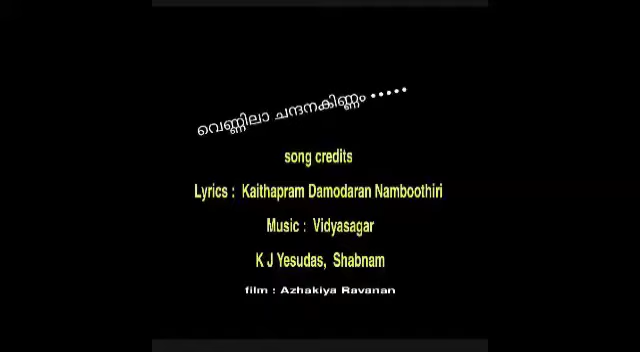 വെണ്ണിലാ ചന്ദനകിണ്ണം •••••
song credits
Lyrics : Kaithapram Damodaran Namboothiri
Music : Vidyasagar
K J Yesudas, Shabnam
film : Azhakiya Ravanan